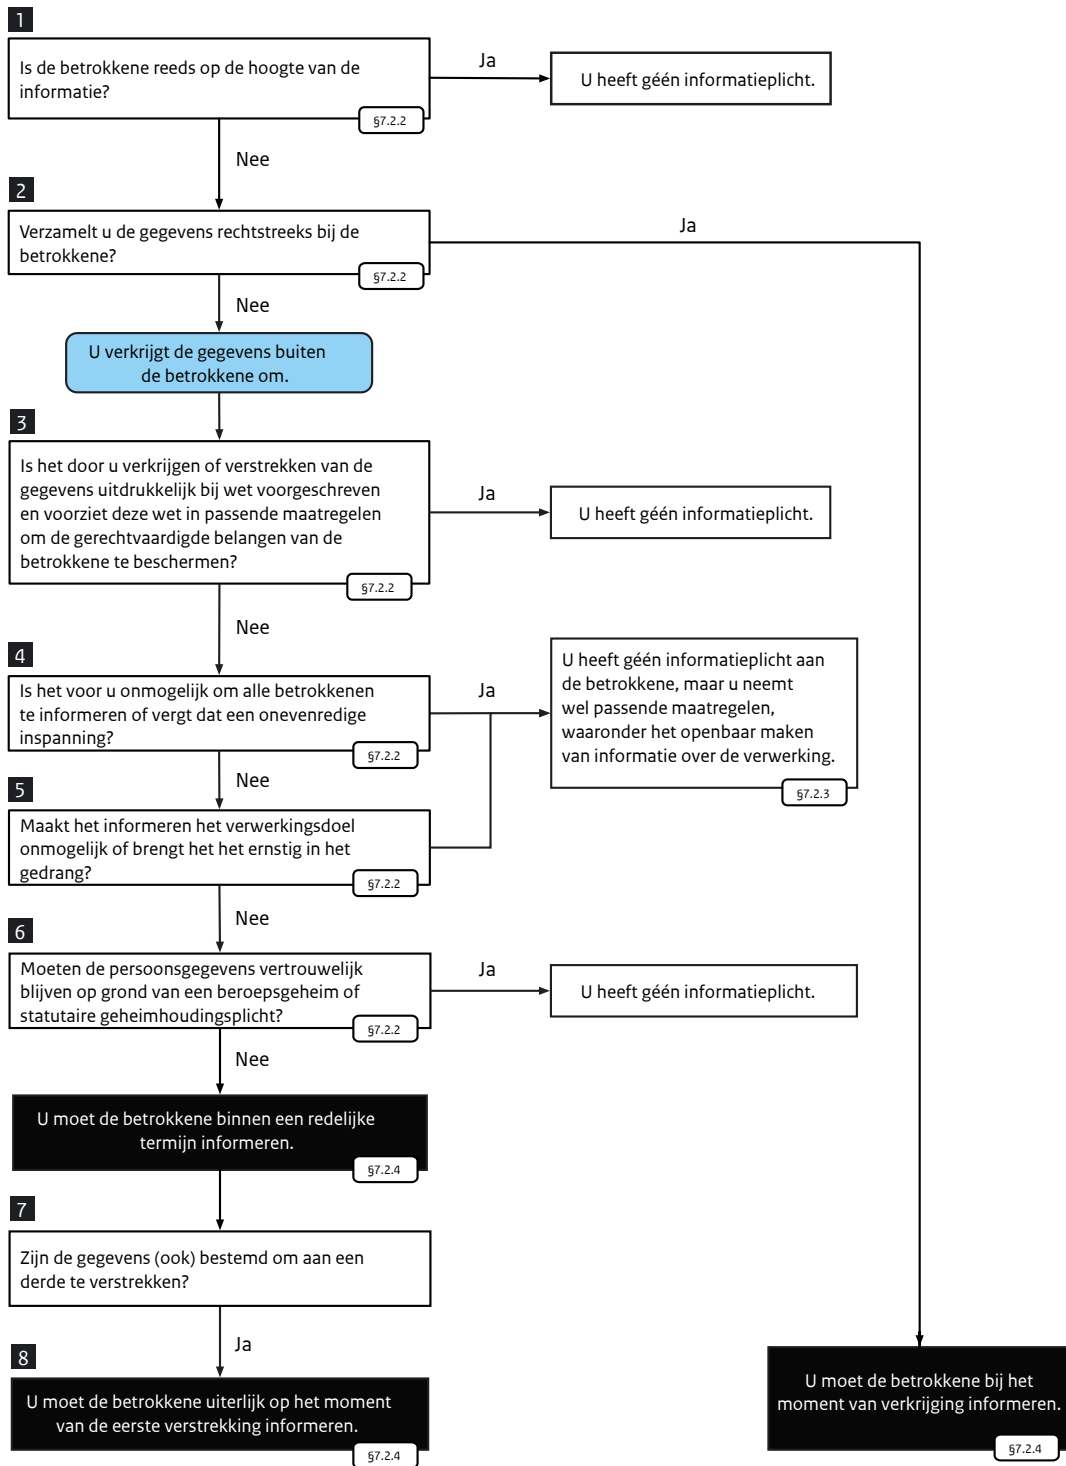 1
Is de betrokkene reeds op de hoogte van de
informatie?
§7.2.2
Ja
U heeft géén informatieplicht.
Nee
2
Verzamelt u de gegevens rechtstreeks bij de
betrokkene?
§7.2.2
Ja
Nee
U verkrijgt de gegevens buiten
de betrokkene om.
3
Is het door u verkrijgen of verstrekken van de
gegevens uitdrukkelijk bij wet voorgeschreven
en voorziet deze wet in passende maatregelen
om de gerechtvaardigde belangen van de
betrokkene te beschermen?
§7.2.2
Ja
U heeft géén informatieplicht.
Nee
4
Is het voor u onmogelijk om alle betrokkenen
te informeren of vergt dat een onevenredige
inspanning?
§7.2.2
Ja
U heeft géén informatieplicht aan
de betrokkene, maar u neemt
wel passende maatregelen,
waaronder het openbaar maken
van informatie over de verwerking.
§7.2.3
Nee
5
Maakt het informeren het verwerkingsdoel
onmogelijk of brengt het het ernstig in het
gedrang?
§7.2.2
Nee
6
Moeten de persoonsgegevens vertrouwelijk
blijven op grond van een beroepsgeheim of
statutaire geheimhoudingsplicht?
§7.2.2
Ja
U heeft géén informatieplicht.
Nee
U moet de betrokkene binnen een redelijke
termijn informeren.
§7.2.4
7
Zijn de gegevens (ook) bestemd om aan een
derde te verstrekken?
Ja
8
U moet de betrokkene uiterlijk op het moment
van de eerste verstrekking informeren.
§7.2.4
U moet de betrokkene bij het
moment van verkrijging informeren.
§7.2.4